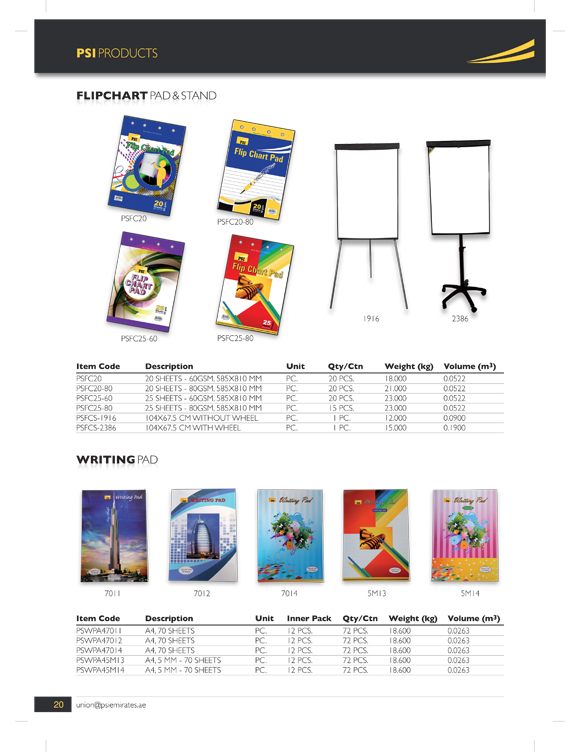 PSI PRODUCTS
FLIPCHART PAD & STAND
Flip Chart Pad
20
PSFC20
Flip Chart Pad
20
PSFC20-80
FLIP
CHART
PAD
PSFC25-60
Flip Chart Pad
25
PSFC25-80
1916
2386
Item Code Description Unit Qty/Ctn Weight (kg) Volume (m³)
PSFC20 20 SHEETS - 60GSM, 585X810 MM PC. 20 PCS. 18.000 0.0522
PSFC20-80 20 SHEETS - 80GSM, 585X810 MM PC. 20 PCS. 21.000 0.0522
PSFC25-60 25 SHEETS - 60GSM, 585X810 MM PC. 20 PCS. 23.000 0.0522
PSFC25-80 25 SHEETS - 80GSM, 585X810 MM PC. 15 PCS. 23.000 0.0522
PSFCS-1916 104X67.5 CM WITHOUT WHEEL PC. 1 PC. 12.000 0.0900
PSFCS-2386 104X67.5 CM WITH WHEEL PC. 1 PC. 15.000 0.1900
WRITING PAD
Writing Pad
WRITING PAD
Writing Pad
Writing Pad
7011
7012
7014
5M13
5M14
Item Code Description Unit Inner Pack Qty/Ctn Weight (kg) Volume (m³)
PSWPA47011 A4, 70 SHEETS PC. 12 PCS. 72 PCS. 18.600 0.0263
PSWPA47012 A4, 70 SHEETS PC. 12 PCS. 72 PCS. 18.600 0.0263
PSWPA47014 A4, 70 SHEETS PC. 12 PCS. 72 PCS. 18.600 0.0263
PSWPA45M13 A4, 5 MM - 70 SHEETS PC. 12 PCS. 72 PCS. 18.600 0.0263
PSWPA45M14 A4, 5 MM - 70 SHEETS PC. 12 PCS. 72 PCS. 18.600 0.0263
20 union@psiemirates.ae